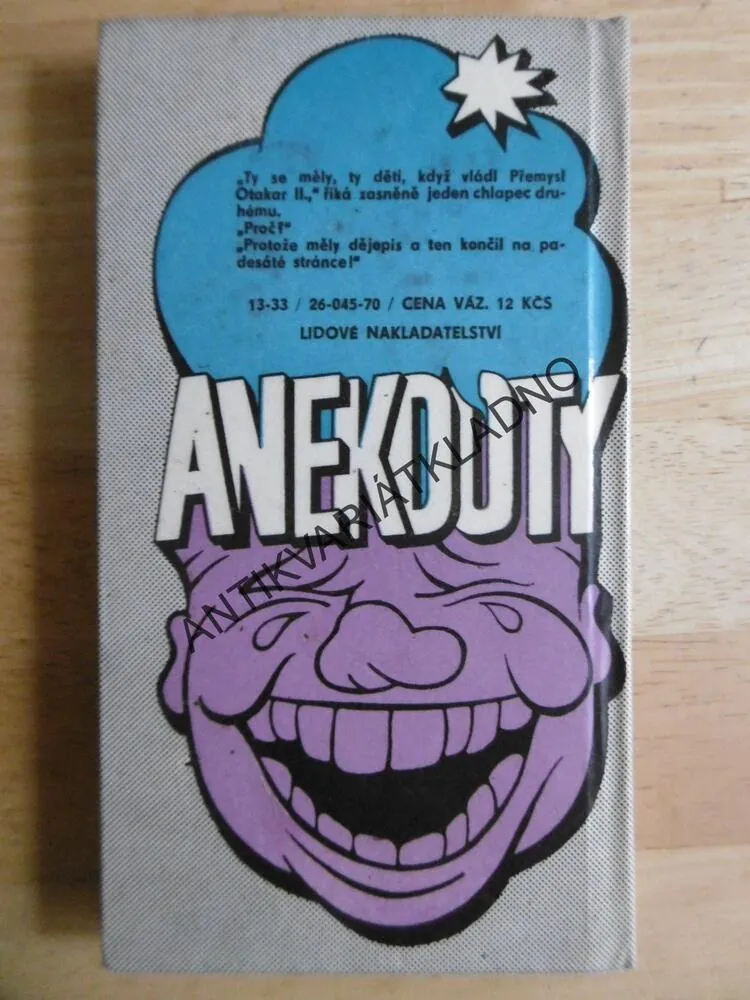 „Ty se měly, ty děti, když vládl Přemysl
Otakar II.,“ říká zasněně jeden chlapec dru-
hému.
„Proč?“
„Protože měly dějepis a ten končil na pa-
desáté stránce!“
13-33 / 26-045-70 / CENA VÁZ. 12 KČS
LIDOVÉ NAKLADATELSTVÍ
ANEKDOTY
ANTIKVARIÁTKLADNO